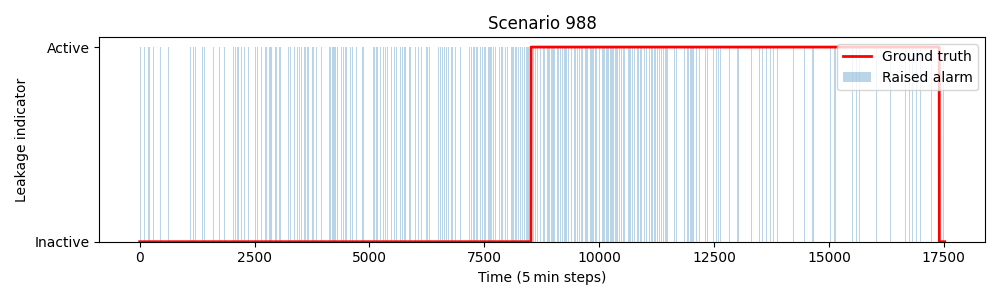 Scenario 988
Active
Inactive
Leakage indicator
Ground truth
Raised alarm
0
2500
5000
7500
10000
12500
15000
17500
Time (5 min steps)